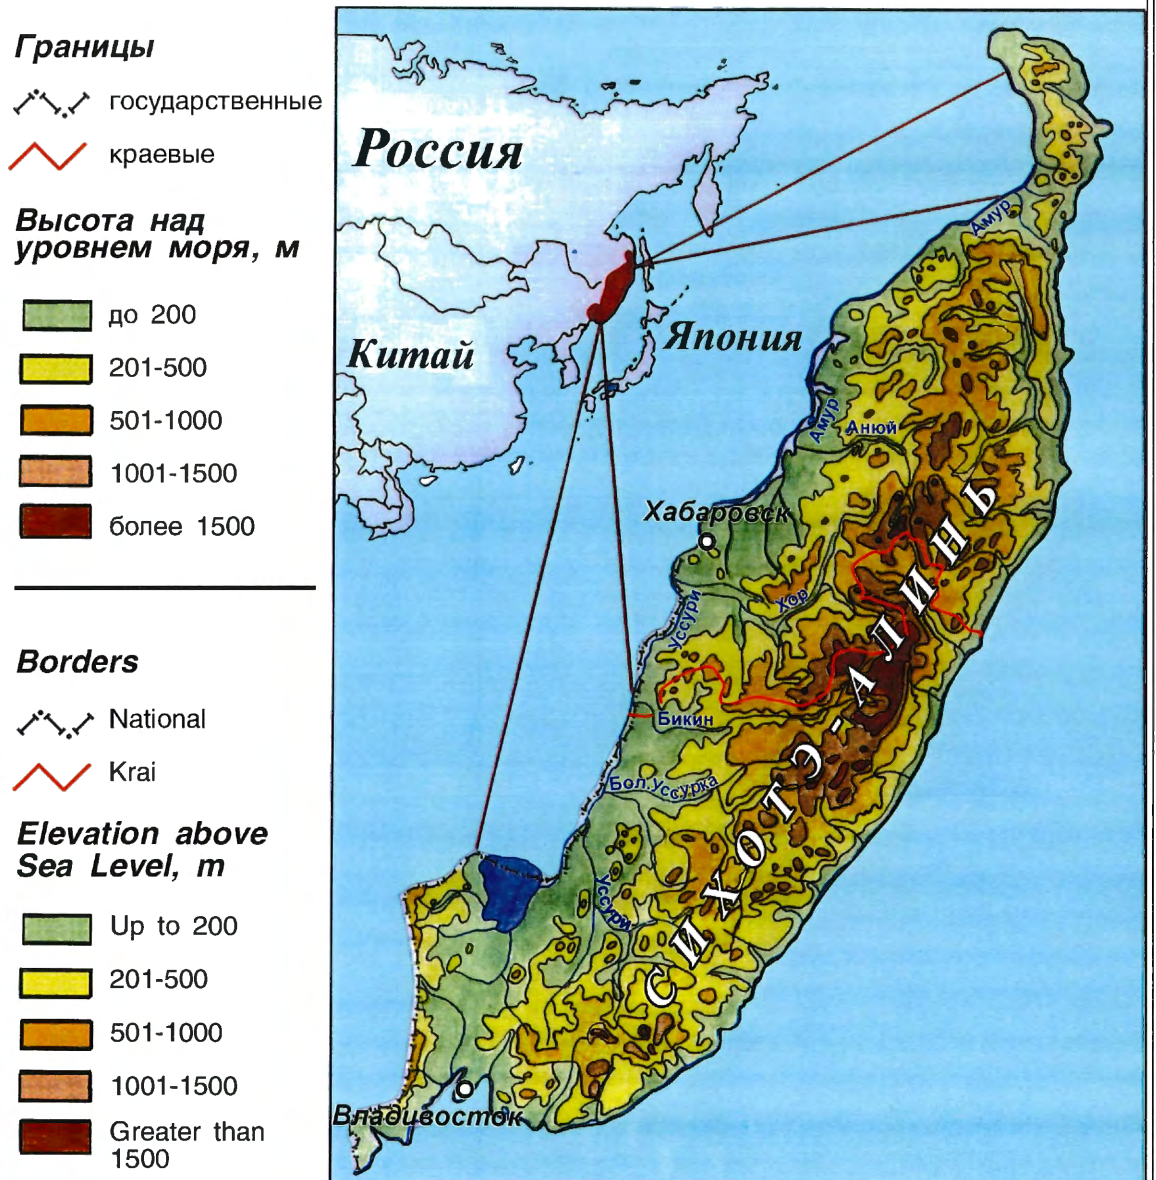 Границы
государственные
краевые
Высота над
уровнем моря, м
до 200
201-500
501-1000
1001-1500
более 1500
Borders
National
Krai
Elevation above
Sea Level, m
Up to 200
201-500
501-1000
1001-1500
Greater than
1500
Россия
Китай
Япония
Амур
Амур
Анюй
Хабаровск
Хор
Уссури
Бикин
Бол. Уссурка
Уссури
СИХОТЭ-АЛИНЬ
Владивосток